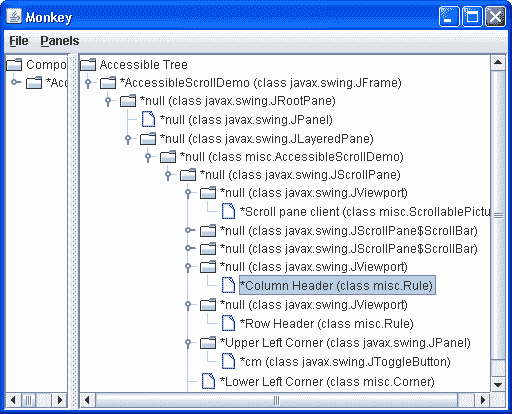 Monkey
File Panels
Compo
*Acc
Accessible Tree
*AccessibleScrollDemo (class javax.swing.JFrame)
*null (class javax.swing.JRootPane)
*null (class javax.swing.JPanel)
*null (class javax.swing.JLayeredPane)
*null (class misc.AccessibleScrollDemo)
*null (class javax.swing.JScrollPane)
*null (class javax.swing.JViewport)
*Scroll pane client (class misc.ScrollablePictu
*null (class javax.swing.JScrollPane$ScrollBar)
*null (class javax.swing.JScrollPane$ScrollBar)
*null (class javax.swing.JViewport)
*Column Header (class misc.Rule)
*null (class javax.swing.JViewport)
*Row Header (class misc.Rule)
*Upper Left Corner (class javax.swing.JPanel)
*cm (class javax.swing.JToggleButton)
*Lower Left Corner (class misc.Corner)